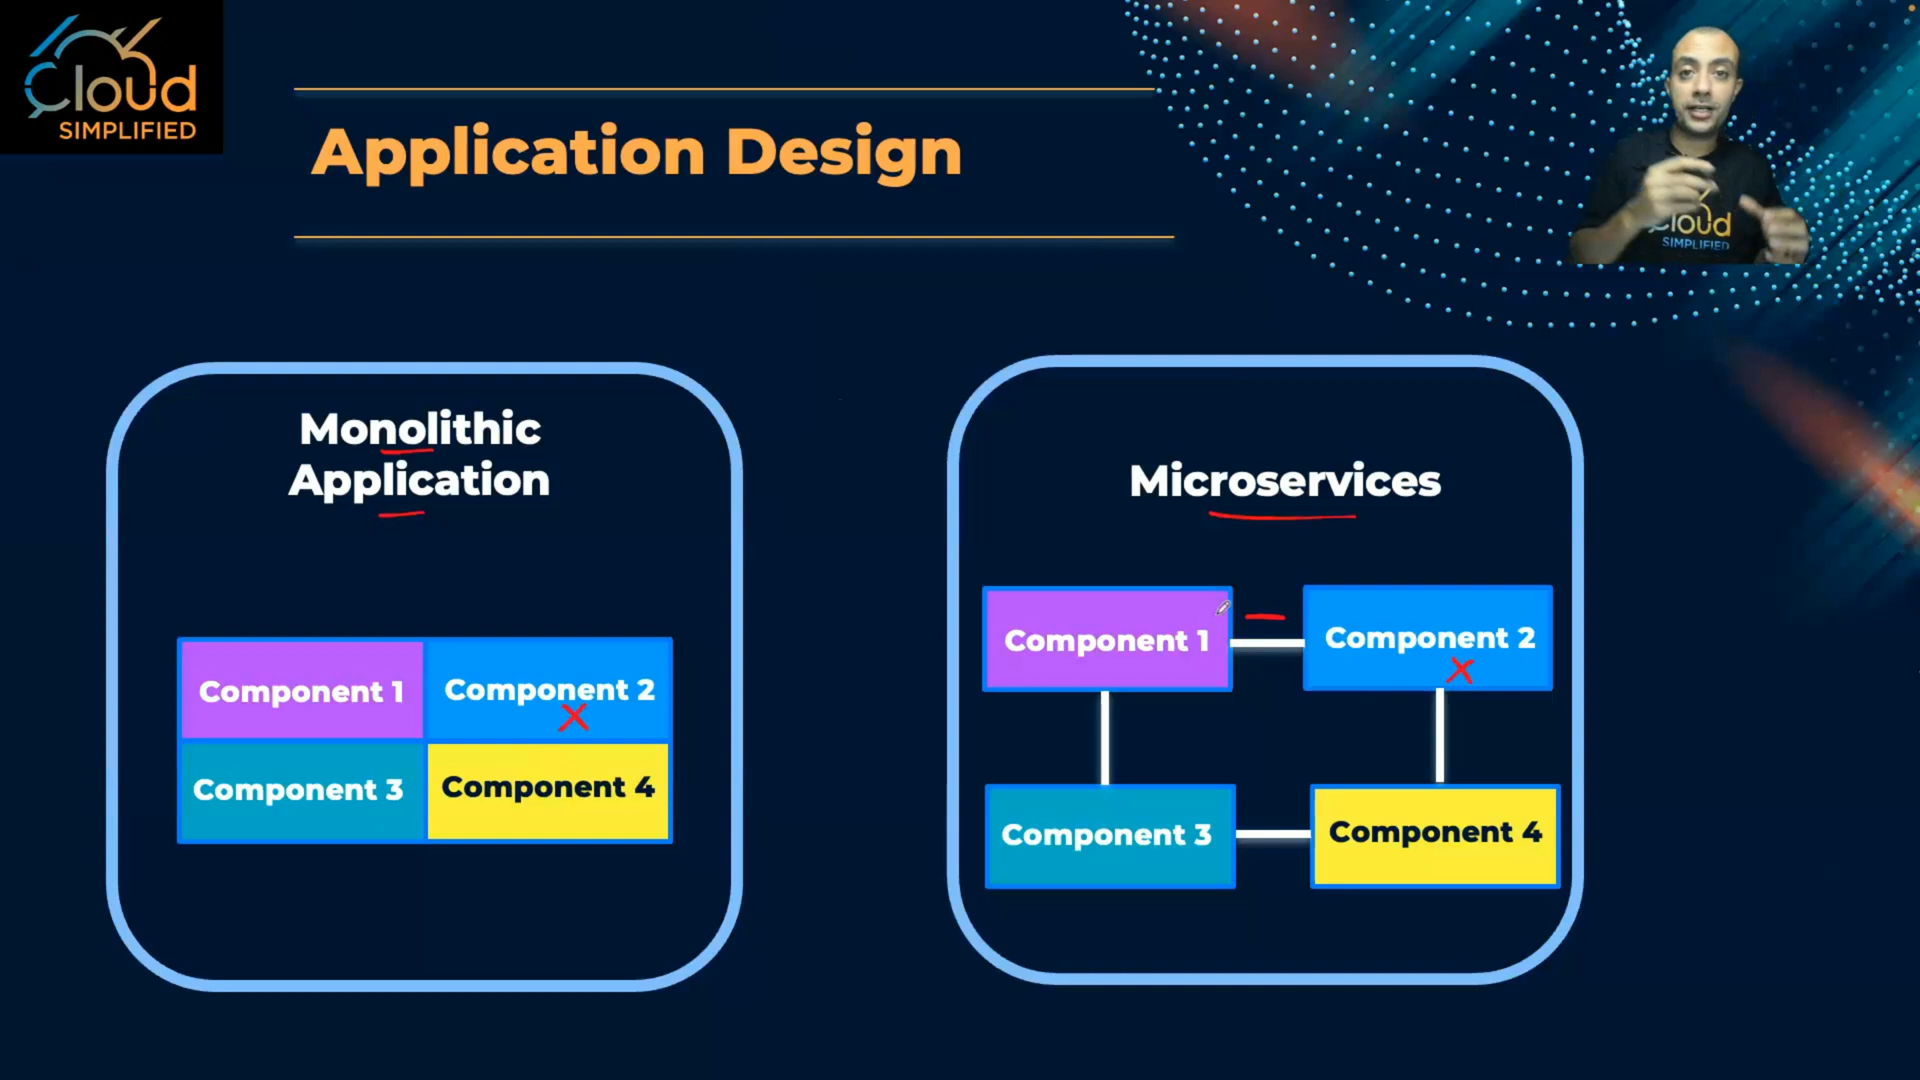 Cloud
SIMPLIFIED
Application Design
Cloud
SIMPLIFIED
Monolithic
Application
Component 1
Component 2
Component 3
Component 4
Microservices
Component 1
Component 2
Component 3
Component 4